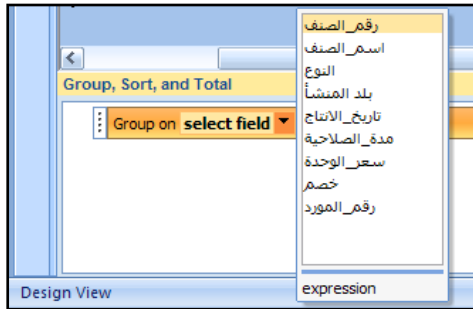 رقم_الصنف
اسم_الصنف
النوع
بلد المنشأ
تاريخ_الانتاج
مدة_الصلاحية
سعر_الوحدة
خصم
رقم_المورد
expression
Group, Sort, and Total
Group on select field
Design View